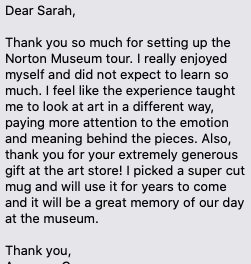 Dear Sarah,

Thank you so much for setting up the
Norton Museum tour. I really enjoyed
myself and did not expect to learn so
much. I feel like the experience taught
me to look at art in a different way,
paying more attention to the emotion
and meaning behind the pieces. Also,
thank you for your extremely generous
gift at the art store! I picked a super cut
mug and will use it for years to come
and it will be a great memory of our day
at the museum.

Thank you,